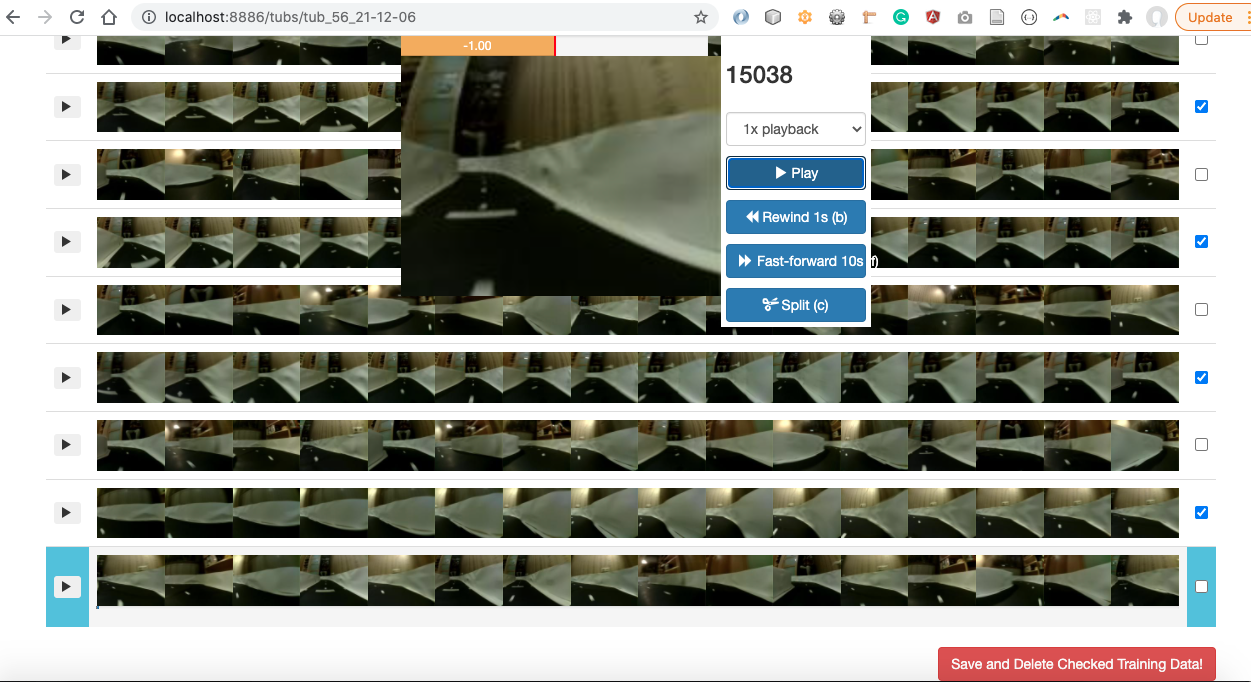 localhost:8886/tubs/tub_56_21-12-06
Update
-1.00
15038
1x playback
Play
Rewind 1s (b)
Fast-forward 10s (f)
Split (c)
Save and Delete Checked Training Data!